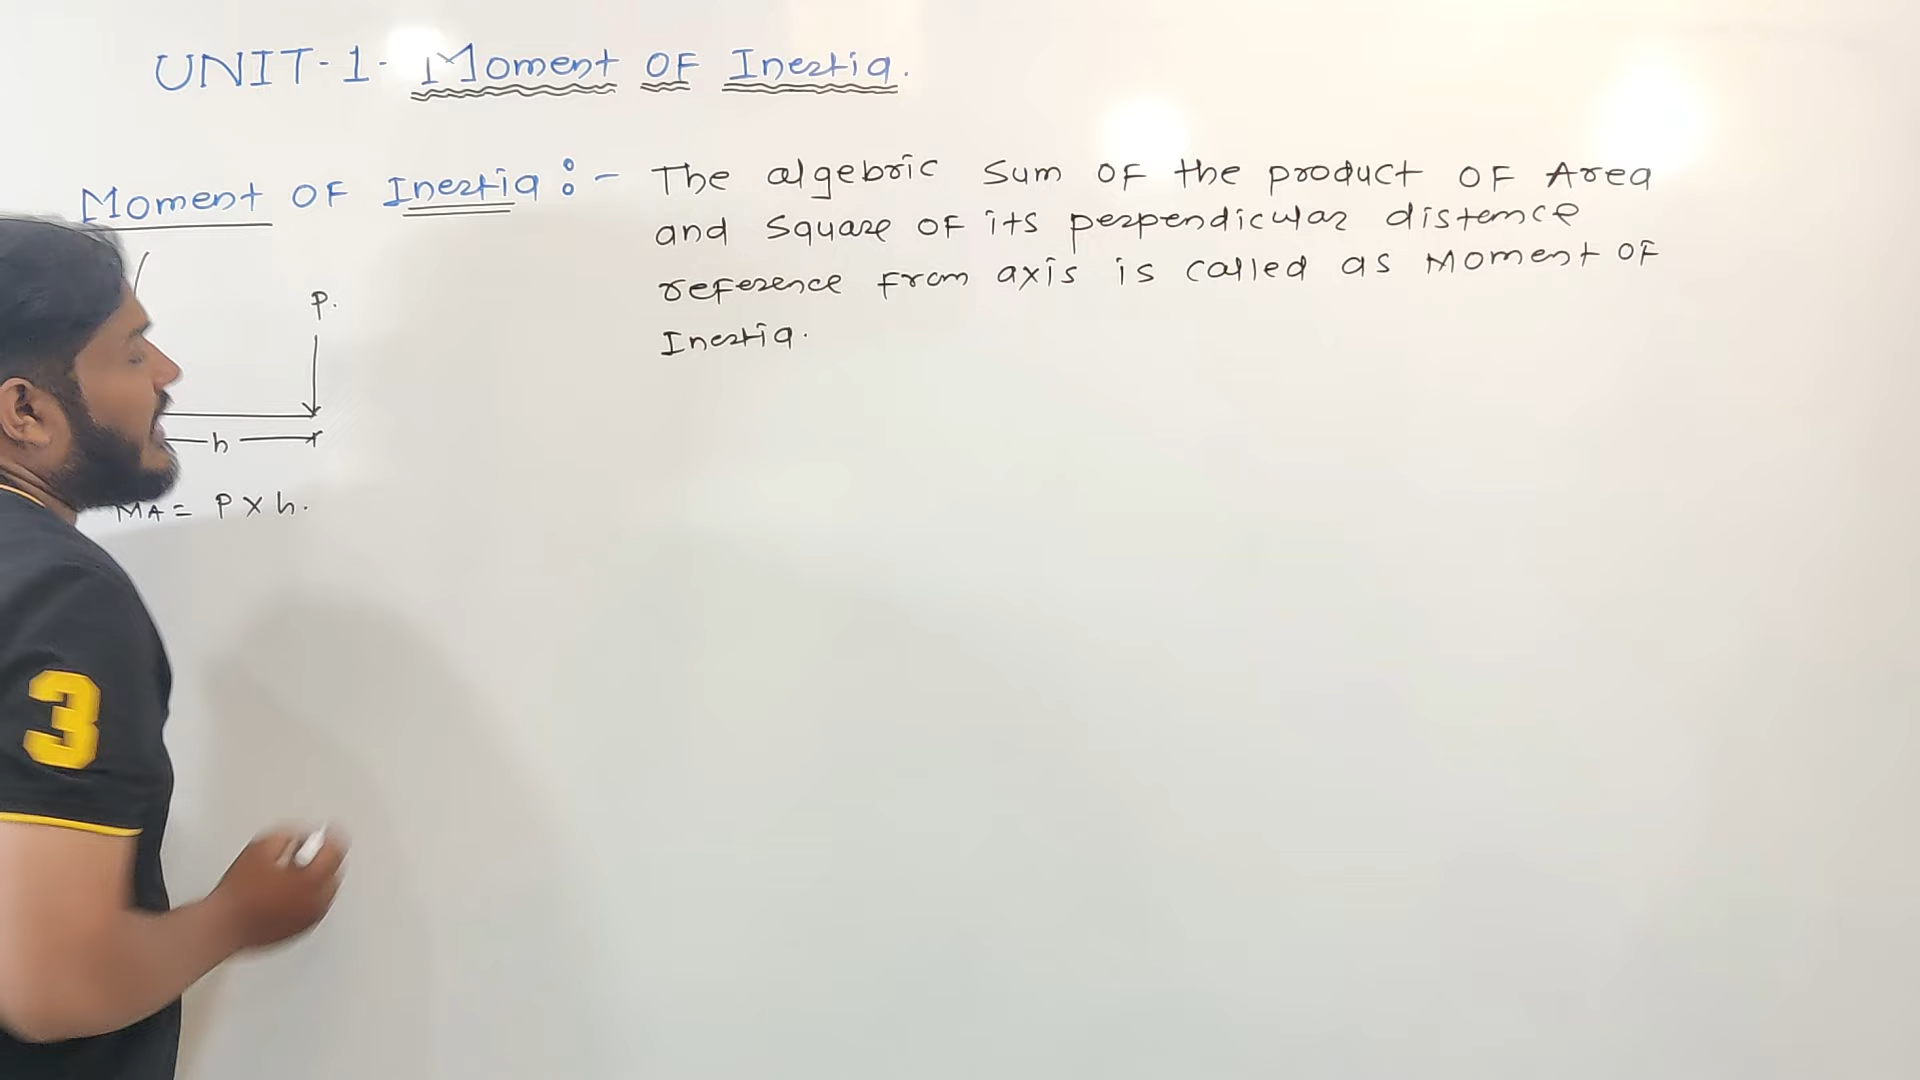 UNIT-1- Moment OF Inertia.
Moment OF Inertia :- The algebric Sum OF the product OF Area
and Square OF its perpendicular distence
reference From axis is called as Moment OF
Inertia.
P.
h
MA = P X h.
3